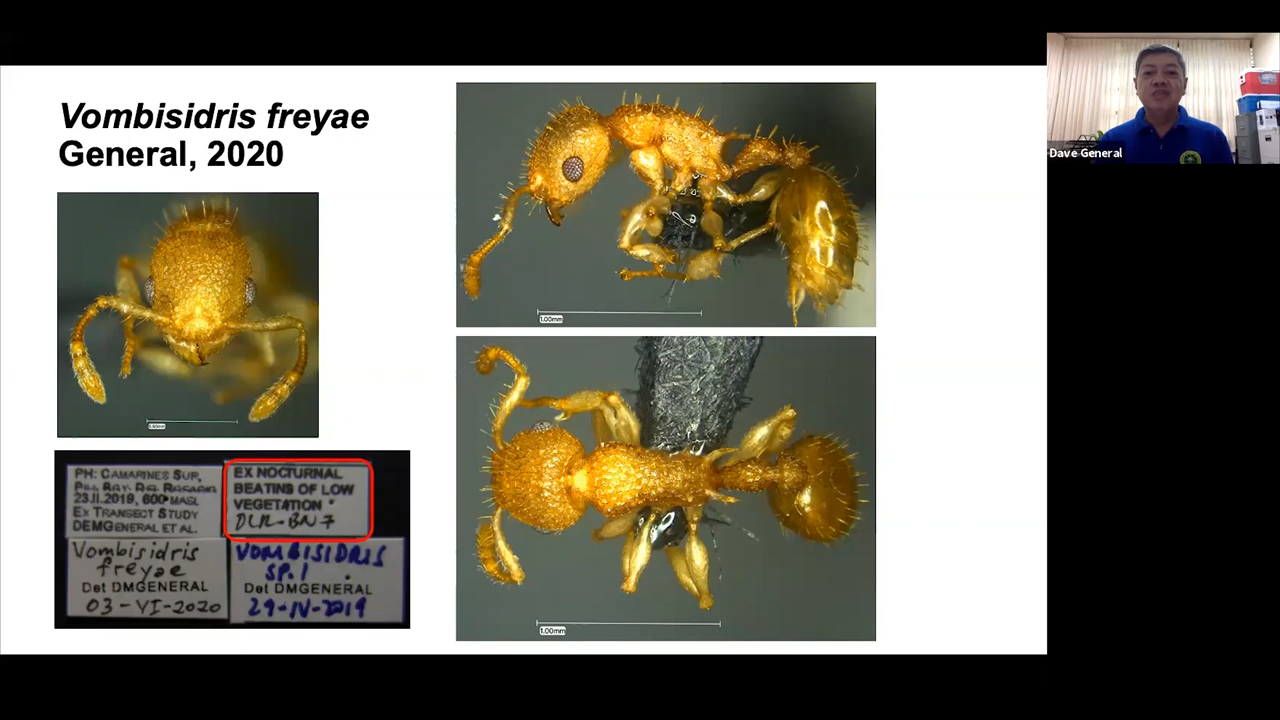 Vombisidris freyae
General, 2020
PH: CAMARINES SUR,
23.II.2019, 600 MASL
EX TRANSECT STUDY
DEMGENERAL ET AL.
EX NOCTURNAL
BEATING OF LOW
VEGETATION
DLR-BN7
Vombisidris
freyae
Det DMGENERAL
03-VI-2020
VOMBISIDRIS
SP.1
Det DMGENERAL
29-IV-2019
1.00mm
1.00mm
Dave General